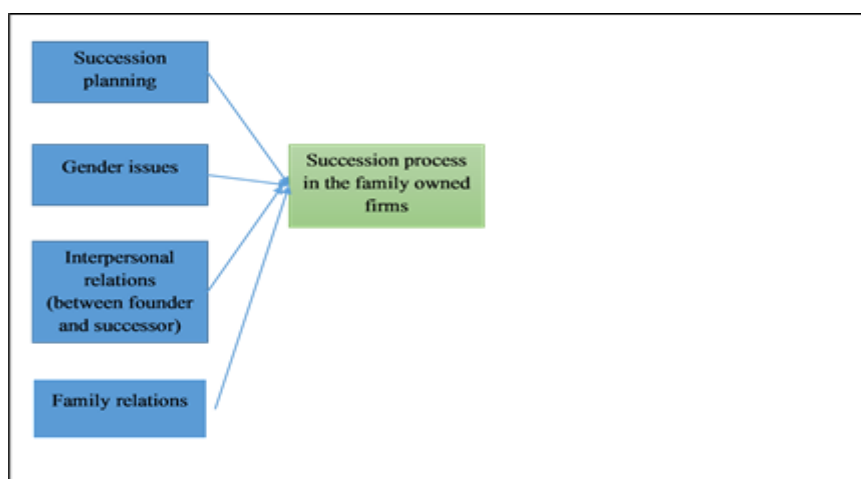 Succession
planning
Gender issues
Succession process
in the family owned
firms
Interpersonal
relations
(between founder
and successor)
Family relations